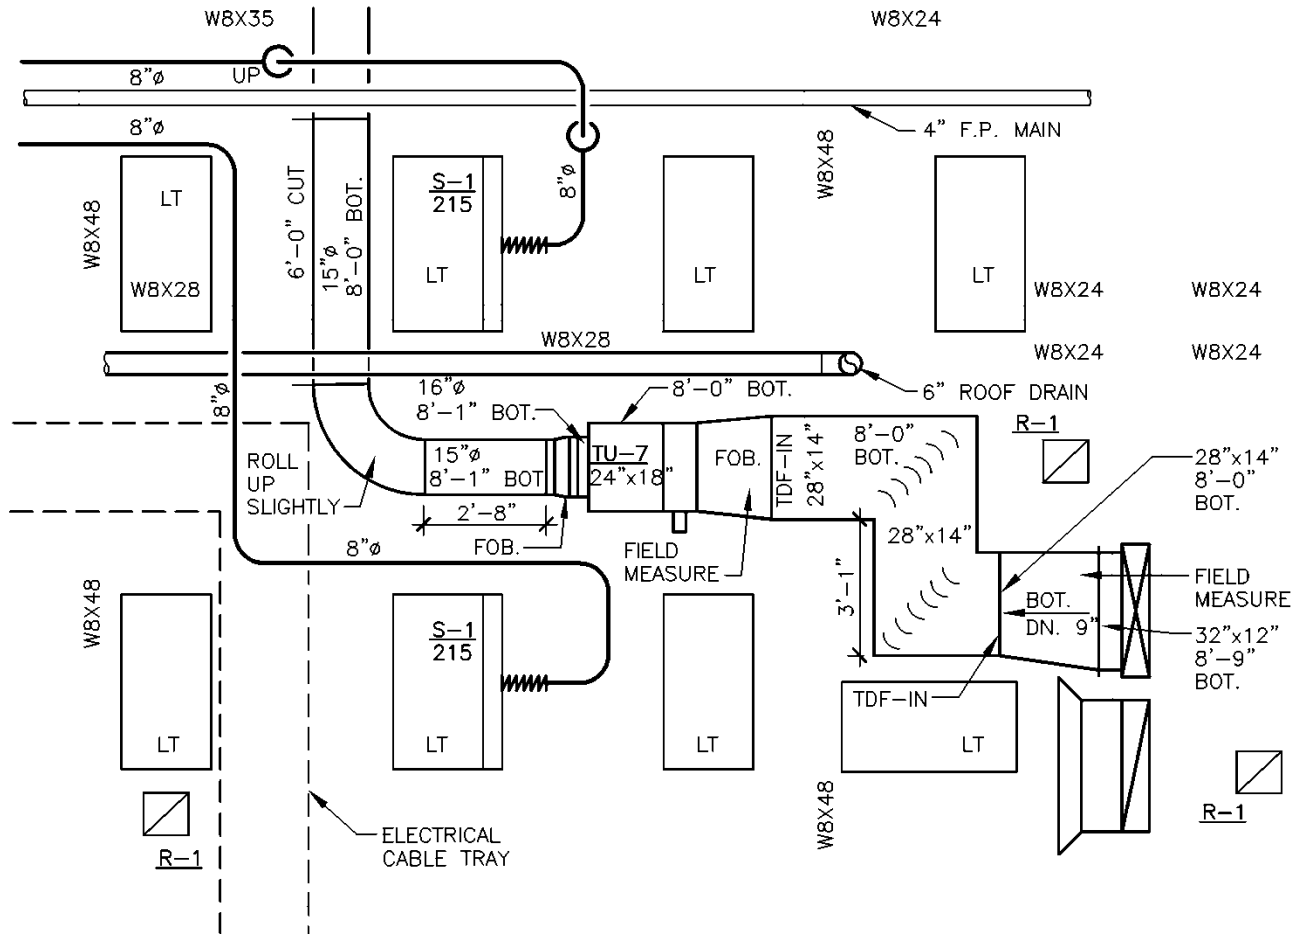 W8X35
W8X24
8"ø
UP
8"ø
4" F.P. MAIN
W8X48
W8X48
LT
W8X28
6'-0" CUT
15"ø
8'-0" BOT.
S-1
215
LT
8"ø
LT
LT
W8X24
W8X24
W8X28
W8X24
W8X24
8"ø
16"ø
8'-1" BOT.
8'-0" BOT.
6" ROOF DRAIN
R-1
ROLL
UP
SLIGHTLY
15"ø
8'-1" BOT
TU-7
24"x18"
FOB.
TDF-IN
28"x14"
8'-0"
BOT.
28"x14"
8'-0"
BOT.
2'-8"
FOB.
8"ø
FIELD
MEASURE
28"x14"
3'-1"
BOT.
DN. 9"
FIELD
MEASURE
32"x12"
8'-9"
BOT.
W8X48
S-1
215
TDF-IN
LT
LT
LT
LT
W8X48
R-1
R-1
ELECTRICAL
CABLE TRAY